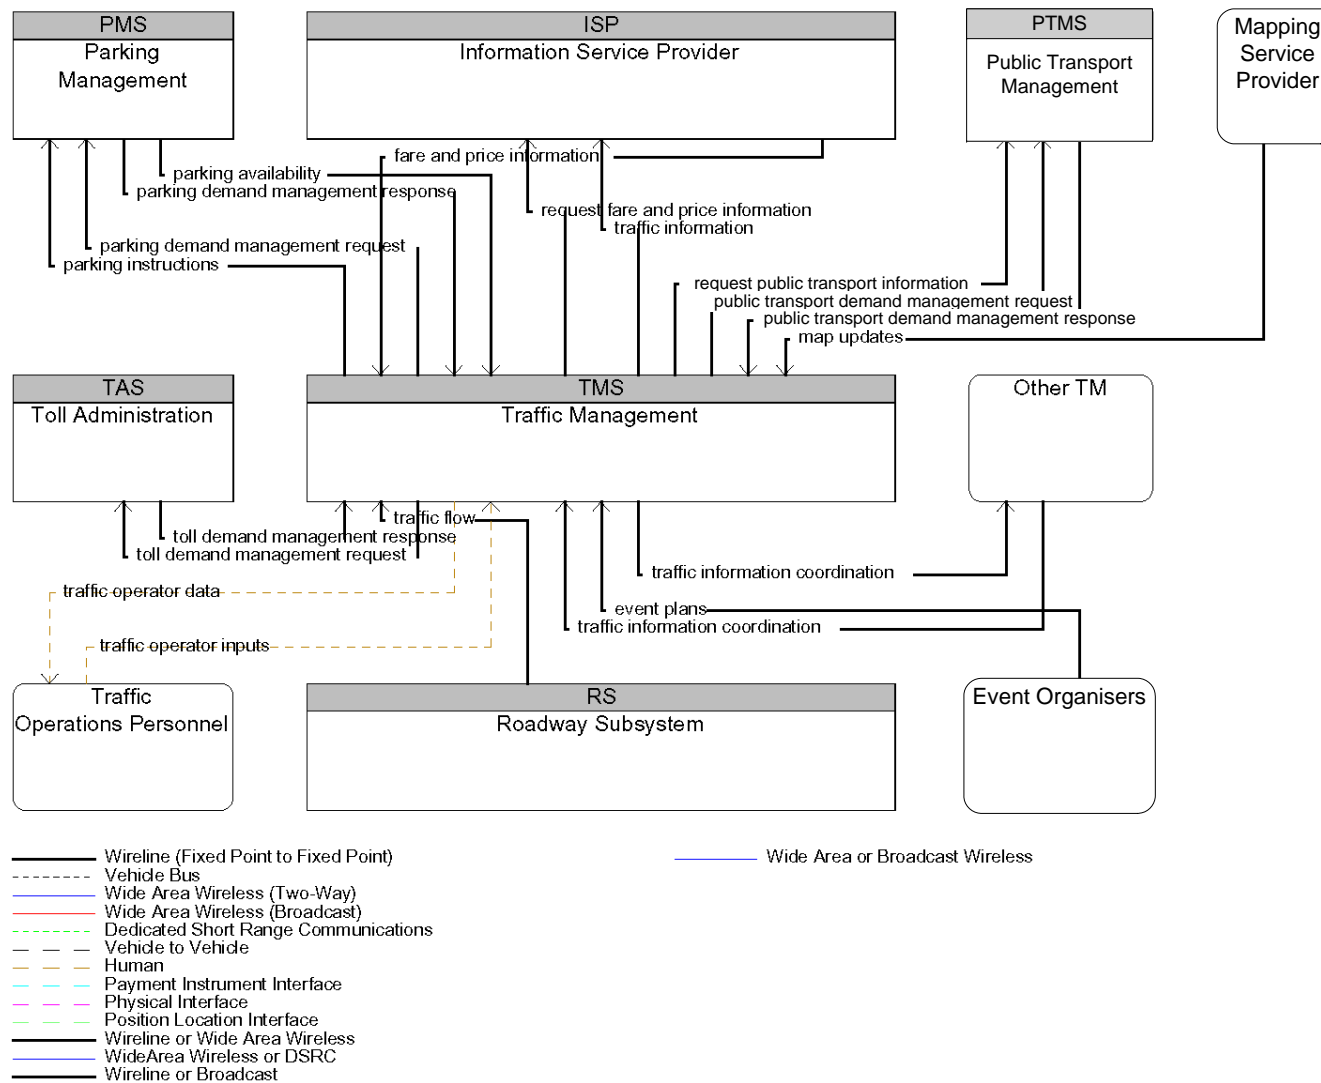 PMS
Parking
Management
ISP
Information Service Provider
PTMS
Public Transport
Management
Mapping
Service
Provider
fare and price information
parking availability
parking demand management response
request fare and price information
traffic information
parking demand management request
parking instructions
request public transport information
public transport demand management request
public transport demand management response
map updates
TAS
Toll Administration
TMS
Traffic Management
Other TM
traffic flow
toll demand management response
toll demand management request
traffic information coordination
traffic operator data
event plans
traffic information coordination
traffic operator inputs
Traffic
Operations Personnel
RS
Roadway Subsystem
Event Organisers
Wireline (Fixed Point to Fixed Point)
Wide Area or Broadcast Wireless
Vehicle Bus
Wide Area Wireless (Two-Way)
Wide Area Wireless (Broadcast)
Dedicated Short Range Communications
Vehicle to Vehicle
Human
Payment Instrument Interface
Physical Interface
Position Location Interface
Wireline or Wide Area Wireless
WideArea Wireless or DSRC
Wireline or Broadcast